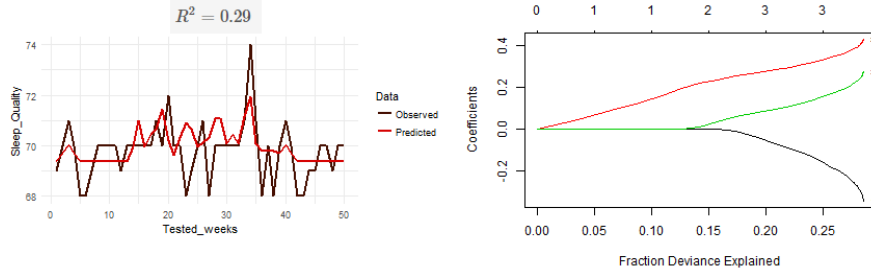 R² = 0.29
74
72
70
68
Sleep_Quality
0 10 20 30 40 50
Tested_weeks
Data
Observed
Predicted
0 1 1 2 3 3
0.4
0.2
0.0
-0.2
Coefficients
0.00 0.05 0.10 0.15 0.20 0.25
Fraction Deviance Explained